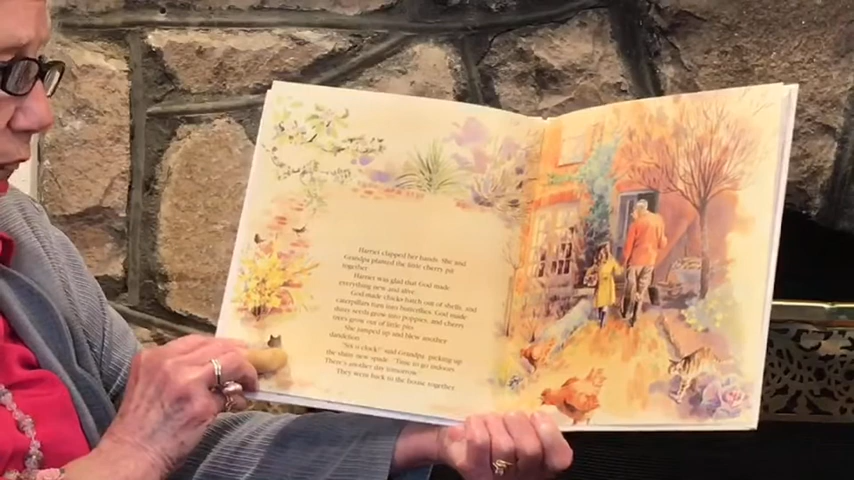 Harriet clapped her hands. She and
Grandpa planted the little cherry pit
together.
Harriet was glad that God made
everything new and alive.
God made chicks hatch out of shells, and
caterpillars turn into butterflies. God made
seeds grow into poppies, and cherry
trees grow out of little pits.
She jumped up and blew another
dandelion.
"Six o'clock!" said Grandpa, picking up
the shiny new spade. "Time to go indoors!
There's another day tomorrow."
They went back to the house together